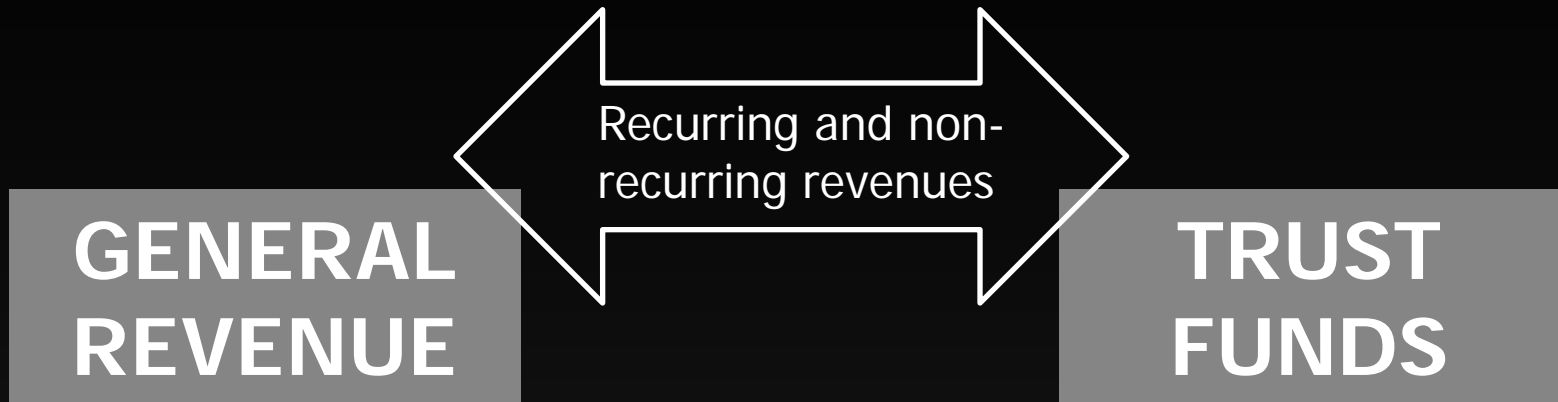 Recurring and non-
recurring revenues
GENERAL
REVENUE
TRUST
FUNDS